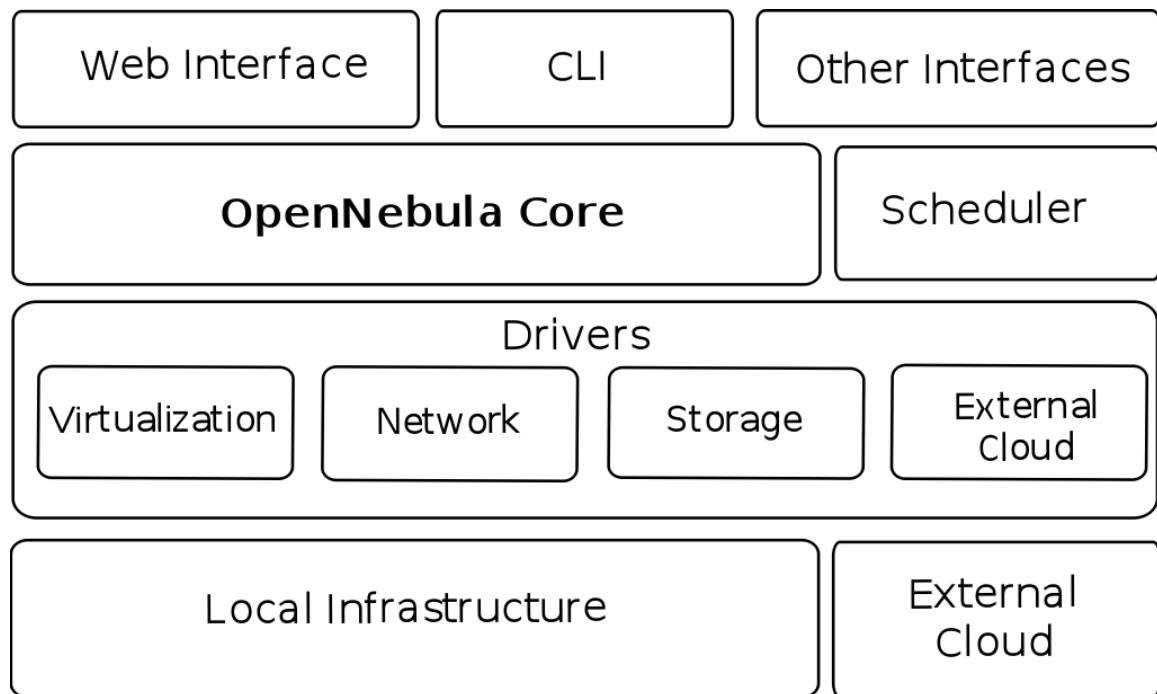 Web Interface
CLI
Other Interfaces
OpenNebula Core
Scheduler
Drivers
Virtualization
Network
Storage
External
Cloud
Local Infrastructure
External
Cloud